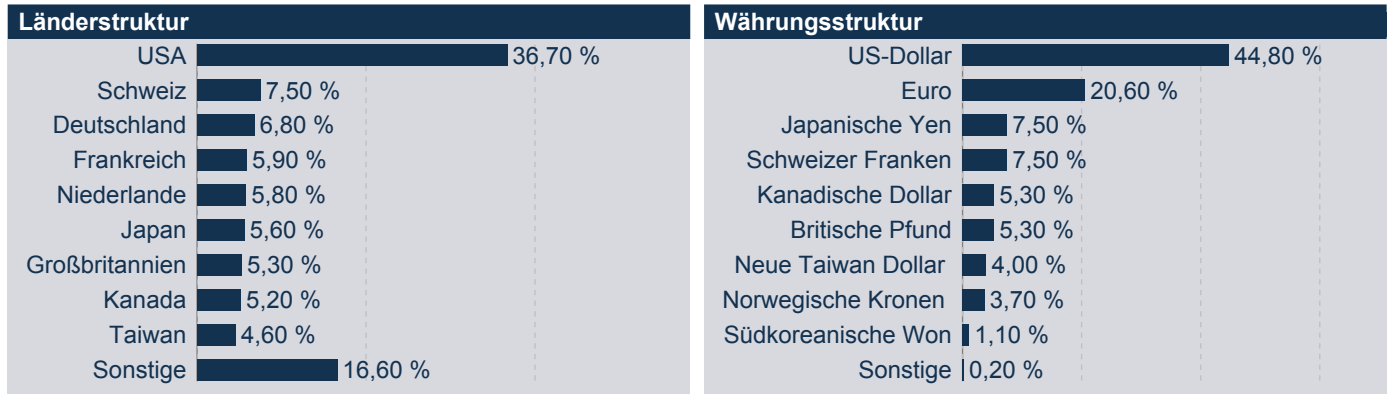 Länderstruktur
USA 36,70 %
Schweiz 7,50 %
Deutschland 6,80 %
Frankreich 5,90 %
Niederlande 5,80 %
Japan 5,60 %
Großbritannien 5,30 %
Kanada 5,20 %
Taiwan 4,60 %
Sonstige 16,60 %
Währungsstruktur
US-Dollar 44,80 %
Euro 20,60 %
Japanische Yen 7,50 %
Schweizer Franken 7,50 %
Kanadische Dollar 5,30 %
Britische Pfund 5,30 %
Neue Taiwan Dollar 4,00 %
Norwegische Kronen 3,70 %
Südkoreanische Won 1,10 %
Sonstige 0,20 %